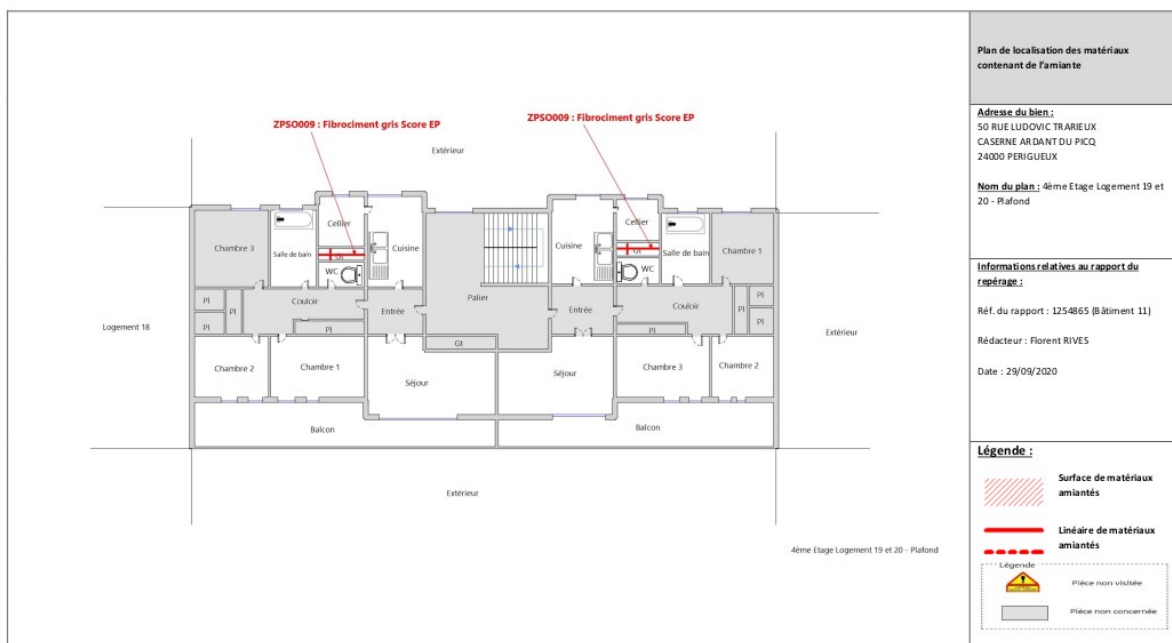 Plan de localisation des matériaux
contenant de l'amiante
Adresse du bien :
50 RUE LUDOVIC TRARIEUX
CASERNE ARDANT DU PICQ
24000 PERIGUEUX
Nom du plan : 4ème Etage Logement 19 et
20 - Plafond
Informations relatives au rapport du
repérage :
Réf. du rapport : 1254865 (Bâtiment 11)
Rédacteur : Florent RIVES
Date : 29/09/2020
Légende :
Surface de matériaux
amiantés
Linéaire de matériaux
amiantés
Légende
Pièce non visitée
Pièce non concernée
ZPSO009 : Fibrociment gris Score EP
ZPSO009 : Fibrociment gris Score EP
Extérieur
Cellier
Cellier
Chambre 3
Salle de bain
Gt
Cuisine
Cuisine
Gt
Salle de bain
Chambre 1
WC
WC
Pl
Pl
Pl
Couloir
Entrée
Palier
Entrée
Couloir
Pl
Pl
Pl
Pl
Pl
Gt
Logement 18
Extérieur
Chambre 2
Chambre 1
Séjour
Séjour
Chambre 3
Chambre 2
Balcon
Balcon
Extérieur
4ème Etage Logement 19 et 20 - Plafond